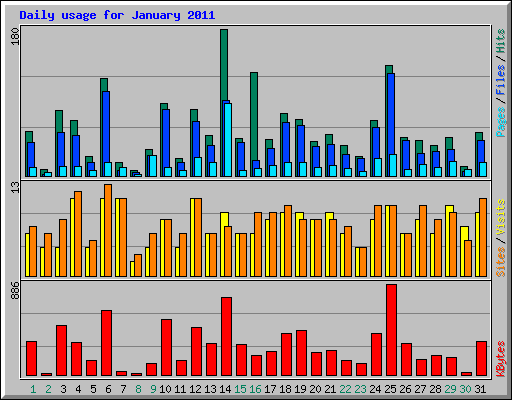 Daily usage for January 2011
180
Pages/Files/Hits
13
Sites/Visits
886
KBytes
1 2 3 4 5 6 7 8 9 10 11 12 13 14 15 16 17 18 19 20 21 22 23 24 25 26 27 28 29 30 31